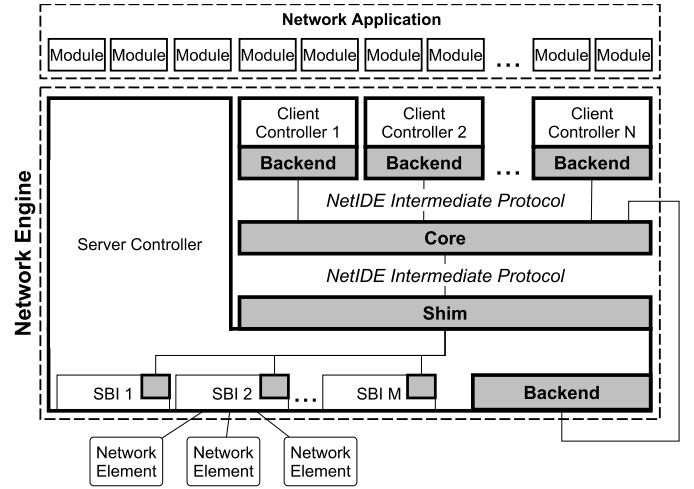 Network Application
Module Module Module Module Module Module Module ... Module Module
Network Engine
Server Controller
Client
Controller 1
Backend
Client
Controller 2
Backend
...
Client
Controller N
Backend
NetIDE Intermediate Protocol
Core
NetIDE Intermediate Protocol
Shim
SBI 1
SBI 2
...
SBI M
Backend
Network
Element
Network
Element
Network
Element